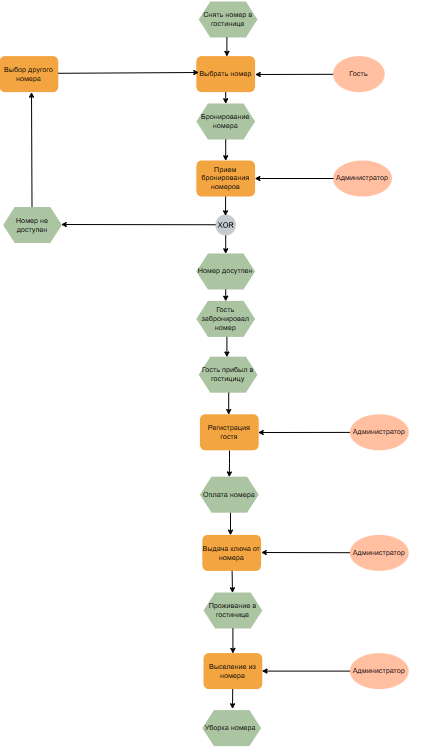 Снять номер в
гостинице
Выбор другого
номера
Выбрать номер
Гость
Бронирование
номера
Прием
бронирования
номеров
Администратор
Номер не
доступен
XOR
Номер досутпен
Гость
забронировал
номер
Гость прибыл в
гостицицу
Регистрация
гостя
Администратор
Оплата номера
Выдача ключа от
номера
Администратор
Проживание в
гостинице
Выселение из
номера
Администратор
Уборка номера